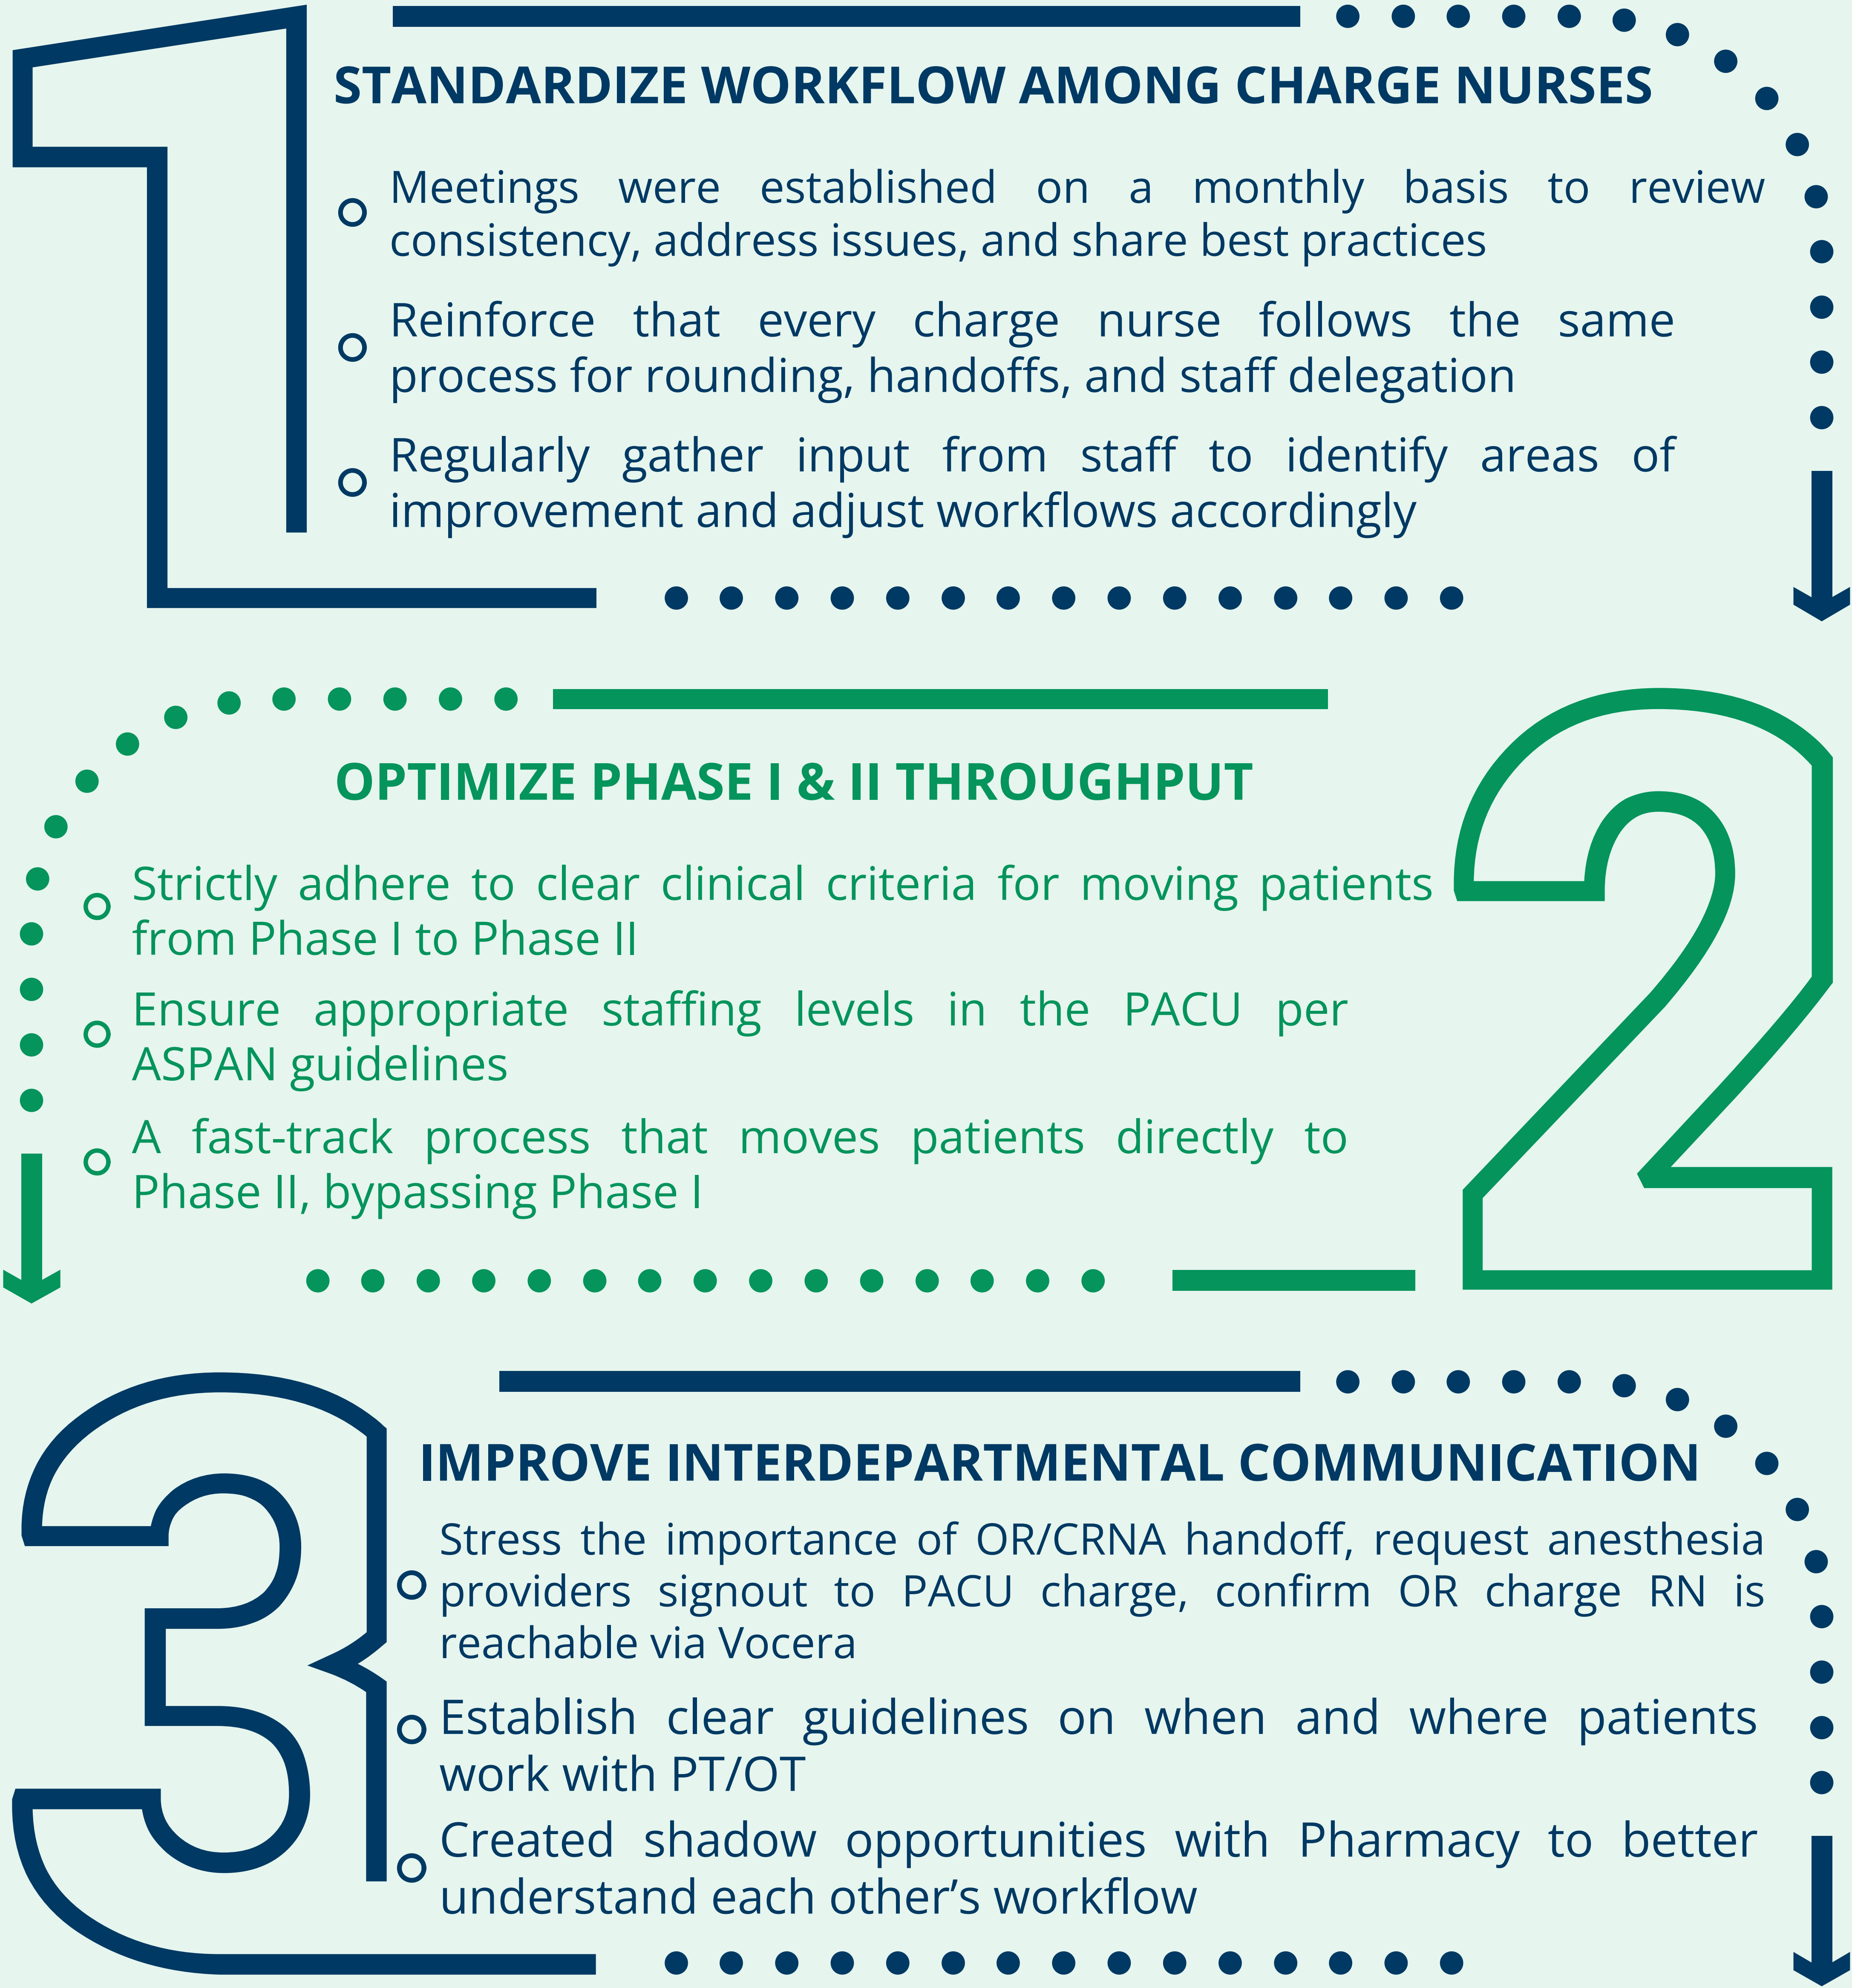 1
STANDARDIZE WORKFLOW AMONG CHARGE NURSES
Meetings were established on a monthly basis to review
consistency, address issues, and share best practices
Reinforce that every charge nurse follows the same
process for rounding, handoffs, and staff delegation
Regularly gather input from staff to identify areas of
improvement and adjust workflows accordingly
2
OPTIMIZE PHASE I & II THROUGHPUT
Strictly adhere to clear clinical criteria for moving patients
from Phase I to Phase II
Ensure appropriate staffing levels in the PACU per
ASPAN guidelines
A fast-track process that moves patients directly to
Phase II, bypassing Phase I
3
IMPROVE INTERDEPARTMENTAL COMMUNICATION
Stress the importance of OR/CRNA handoff, request anesthesia
providers signout to PACU charge, confirm OR charge RN is
reachable via Vocera
Establish clear guidelines on when and where patients
work with PT/OT
Created shadow opportunities with Pharmacy to better
understand each other’s workflow